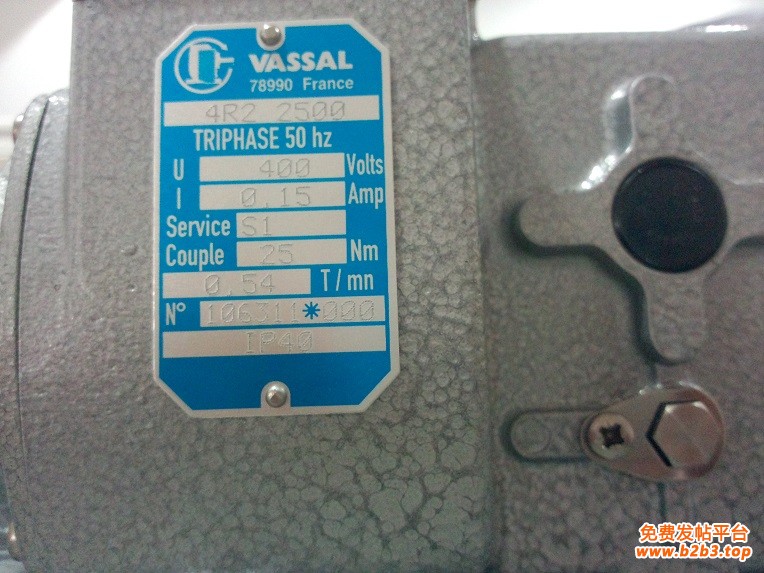 VASSAL
78990 France
4R2 2500
TRIPHASE 50 hz
U 400 Volts
I 0,15 Amp
Service S1
Couple 25 Nm
0,54 T/mn
N° 106311*000
IP40
免费发帖平台
www.b2b3.top